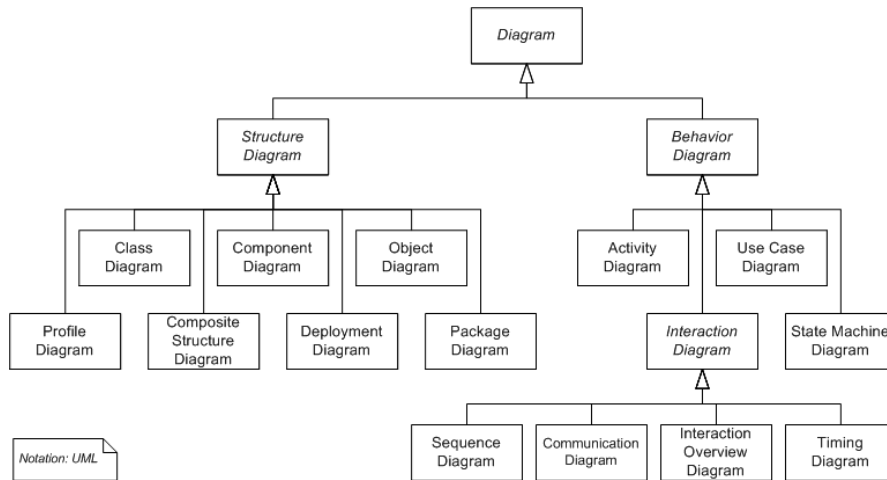 Diagram
Structure
Diagram
Behavior
Diagram
Class
Diagram
Component
Diagram
Object
Diagram
Activity
Diagram
Use Case
Diagram
Profile
Diagram
Composite
Structure
Diagram
Deployment
Diagram
Package
Diagram
Interaction
Diagram
State Machine
Diagram
Sequence
Diagram
Communication
Diagram
Interaction
Overview
Diagram
Timing
Diagram
Notation: UML